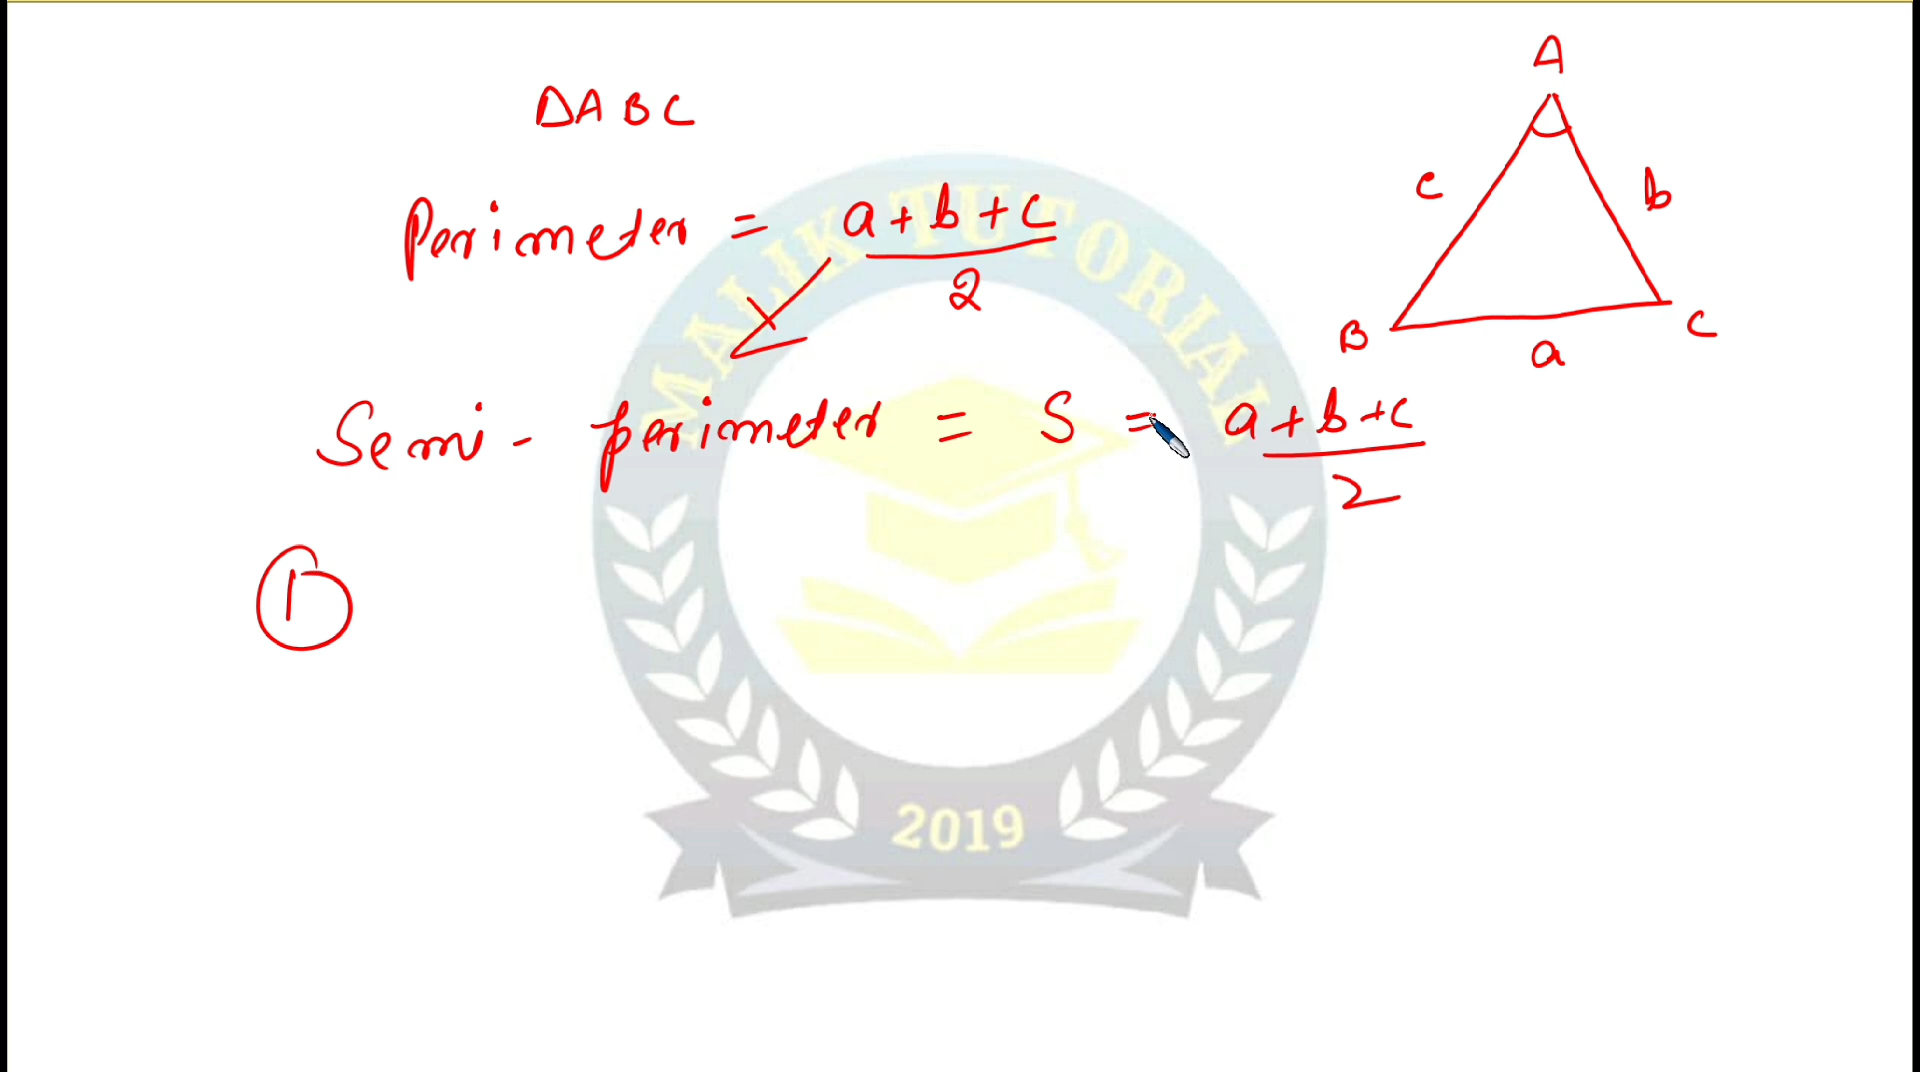 ΔABC
Perimeter = a+b+c
2
Semi-perimeter = S = a+b+c
2
1
A
c
b
B
a
C
MALIK TUTORIAL
2019